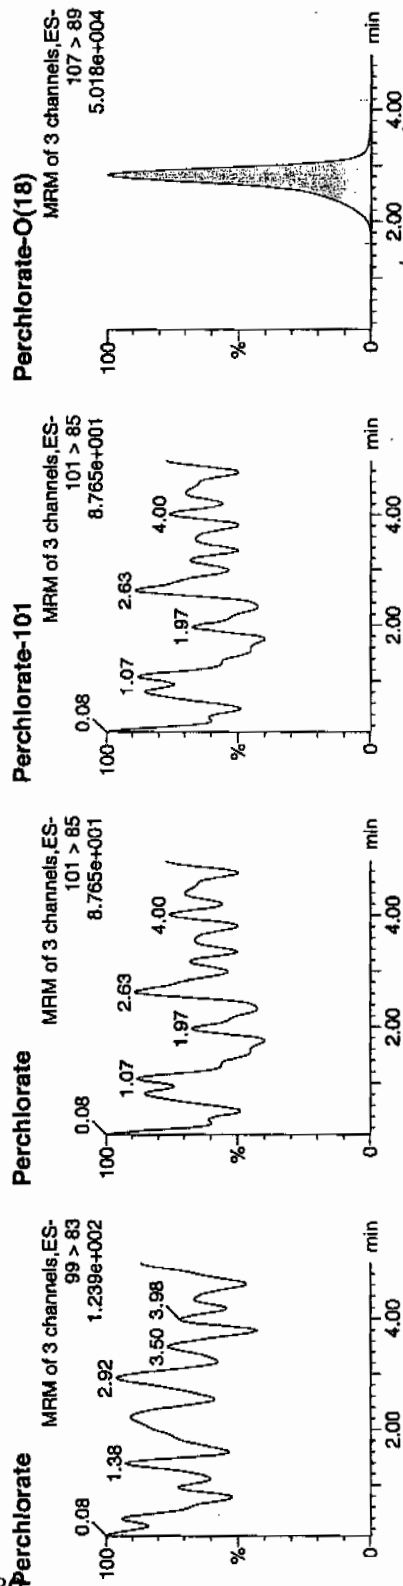 Perchlorate
MRM of 3 channels,ES-
99 > 83
1.239e+002
100
%
0
0.08
1.38
2.92
3.50
3.98
2.00
4.00
min
Perchlorate
MRM of 3 channels,ES-
101 > 85
8.765e+001
100
%
0
0.08
1.07
1.97
2.63
4.00
2.00
4.00
min
Perchlorate-101
MRM of 3 channels,ES-
101 > 85
8.765e+001
100
%
0
0.08
1.07
1.97
2.63
4.00
2.00
4.00
min
Perchlorate-O(18)
MRM of 3 channels,ES-
107 > 89
5.018e+004
100
%
0
2.00
4.00
min